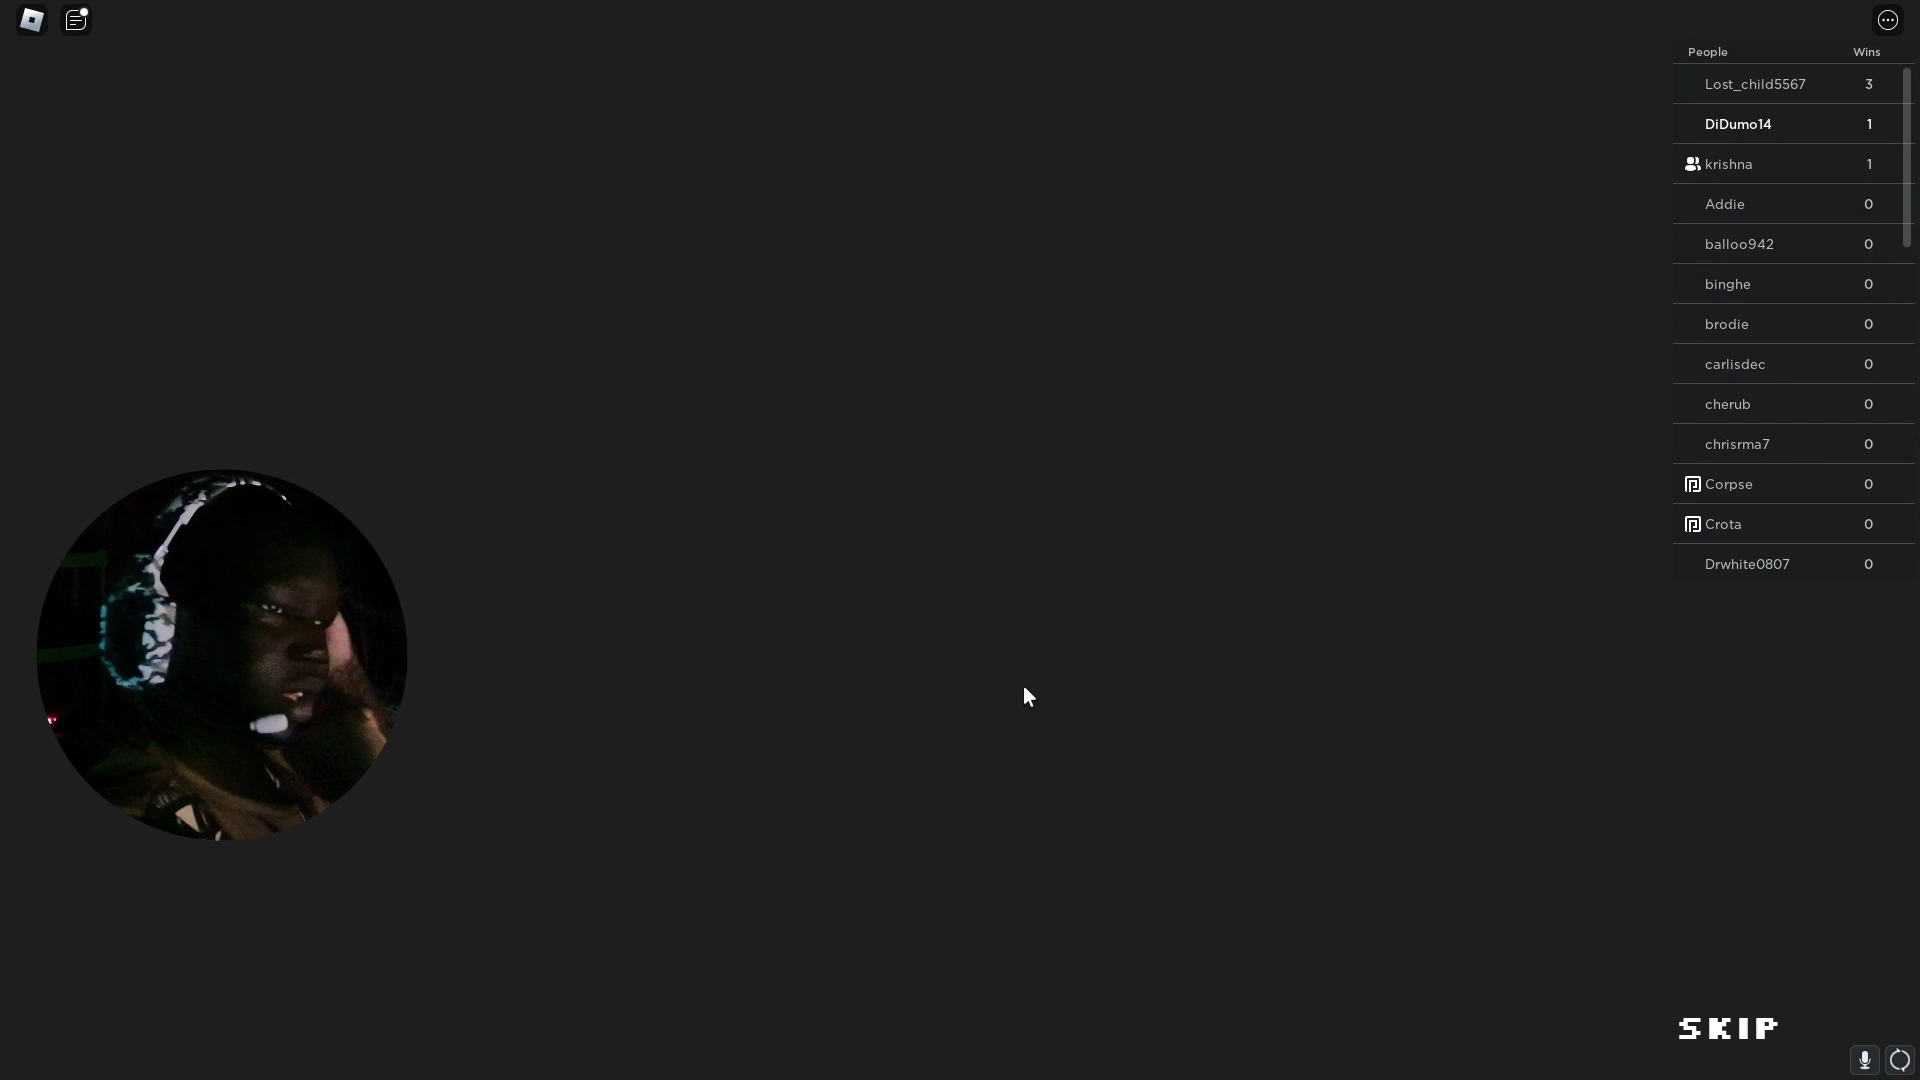 People Wins
Lost_child5567 3
DiDumo14 1
krishna 1
Addie 0
balloo942 0
binghe 0
brodie 0
carlisdec 0
cherub 0
chrisrma7 0
Corpse 0
Crota 0
Drwhite0807 0
SKIP